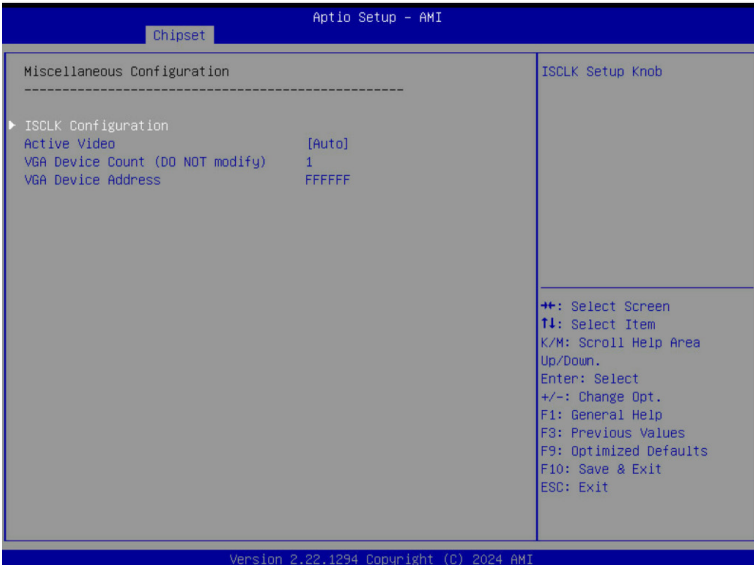 Aptio Setup – AMI
Chipset
Miscellaneous Configuration
--------------------------------------------------
ISCLK Configuration
Active Video [Auto]
VGA Device Count (DO NOT modify) 1
VGA Device Address FFFFFF
ISCLK Setup Knob
→←: Select Screen
↑↓: Select Item
K/M: Scroll Help Area
Up/Down.
Enter: Select
+/-: Change Opt.
F1: General Help
F3: Previous Values
F9: Optimized Defaults
F10: Save & Exit
ESC: Exit
Version 2.22.1294 Copyright (C) 2024 AMI